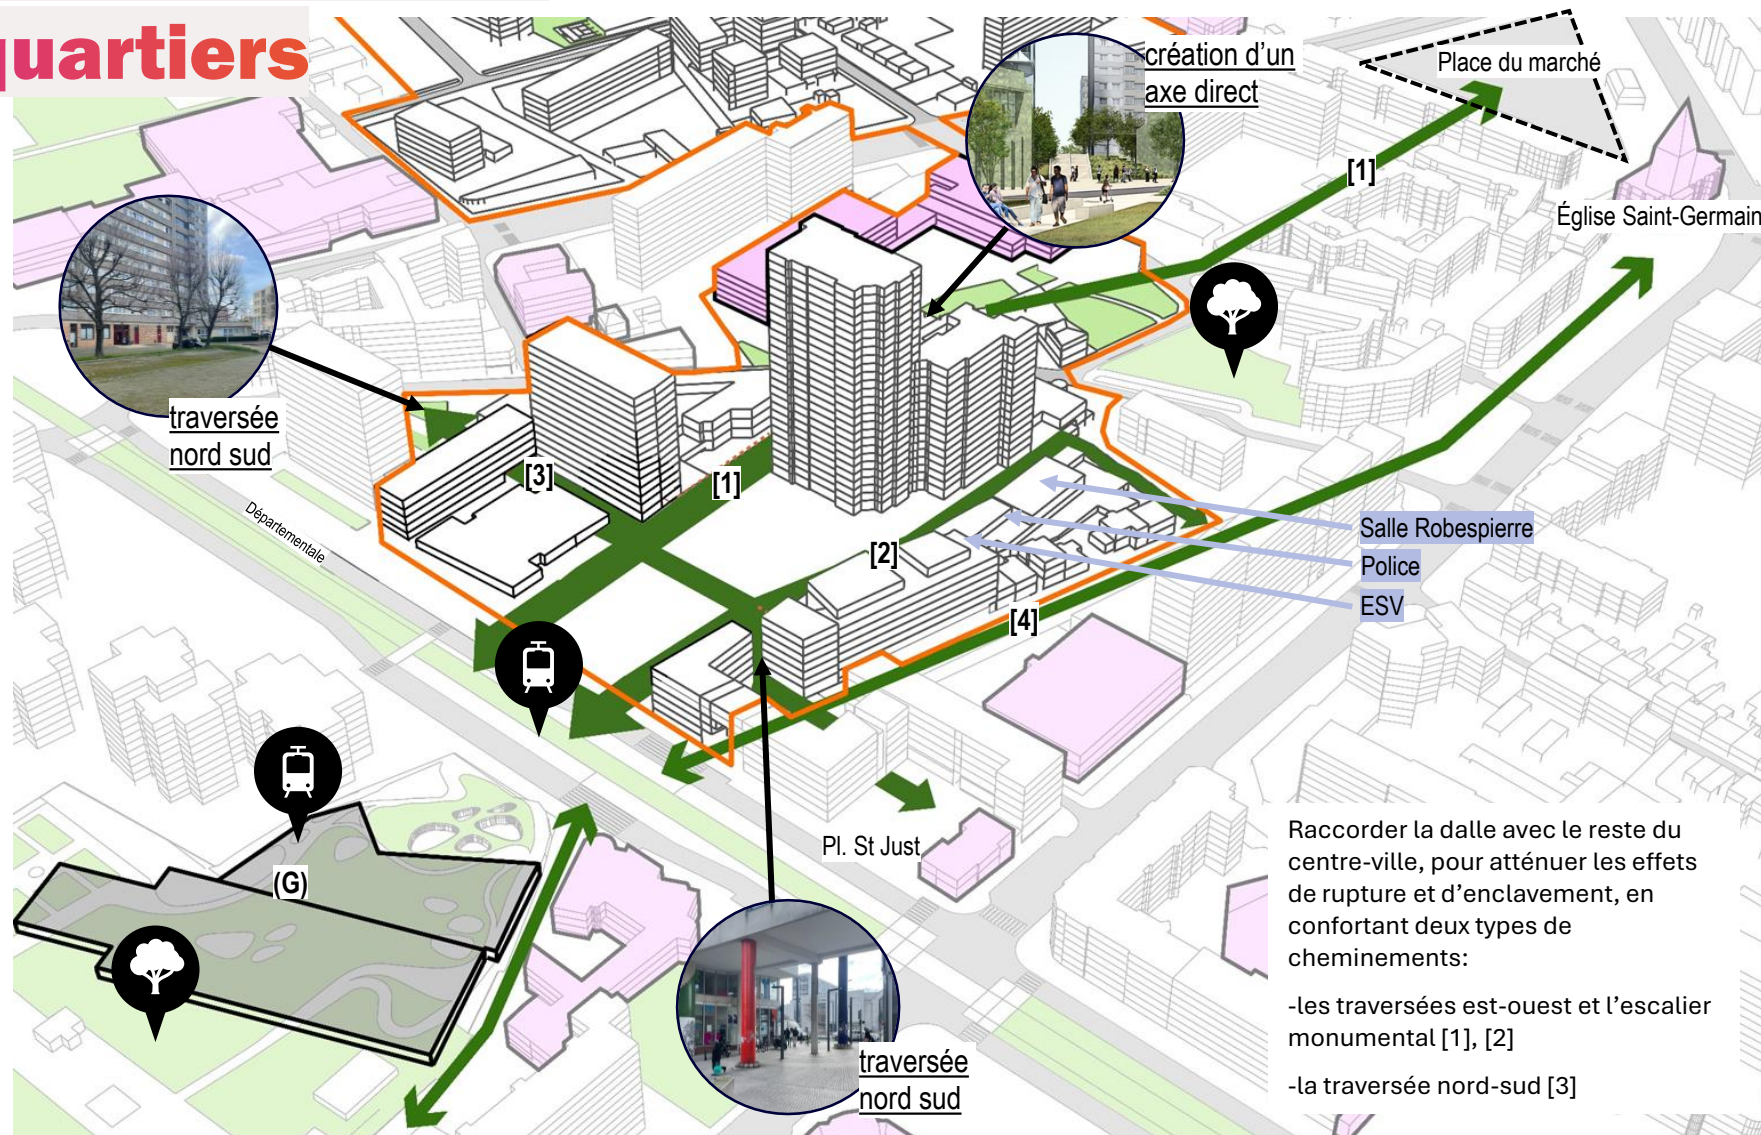 quartiers
création d'un
axe direct
Place du marché
[1]
Église Saint-Germain
traversée
nord sud
[3]
[1]
Départementale
[2]
Salle Robespierre
Police
ESV
[4]
Pl. St Just
(G)
traversée
nord sud
Raccorder la dalle avec le reste du
centre-ville, pour atténuer les effets
de rupture et d'enclavement, en
confortant deux types de
cheminements:
-les traversées est-ouest et l'escalier
monumental [1], [2]
-la traversée nord-sud [3]